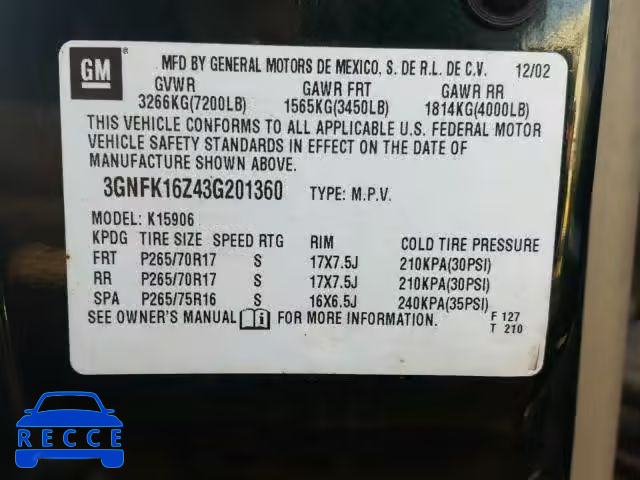 GM ®
MFD BY GENERAL MOTORS DE MEXICO, S. DE R.L. DE C.V. 12/02
GVWR GAWR FRT GAWR RR
3266KG(7200LB) 1565KG(3450LB) 1814KG(4000LB)
THIS VEHICLE CONFORMS TO ALL APPLICABLE U.S. FEDERAL MOTOR
VEHICLE SAFETY STANDARDS IN EFFECT ON THE DATE OF
MANUFACTURE SHOWN ABOVE.
3GNFK16Z43G201360 TYPE: M.P.V.
MODEL: K15906
KPDG TIRE SIZE SPEED RTG RIM COLD TIRE PRESSURE
FRT P265/70R17 S 17X7.5J 210KPA(30PSI)
RR P265/70R17 S 17X7.5J 210KPA(30PSI)
SPA P265/75R16 S 16X6.5J 240KPA(35PSI)
SEE OWNER'S MANUAL i FOR MORE INFORMATION. F 127
T 210
RECCE